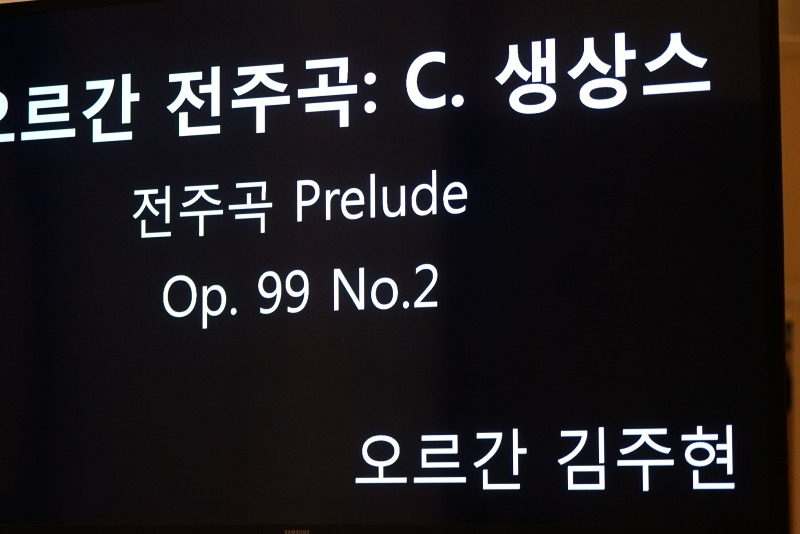 오르간 전주곡: C. 생상스
전주곡 Prelude
Op. 99 No.2
오르간 김주현
SAMSUNG